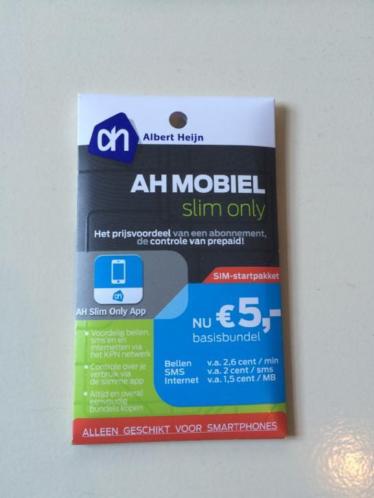 ah
Albert Heijn
AH MOBIEL
slim only
Het prijsvoordeel van een abonnement,
de controle van prepaid!
SIM-startpakket
ah
AH Slim Only App
NU €5,-
basisbundel
• Voordelig bellen,
sms'en en
internetten via
het KPN netwerk
• Controle over je
verbruik via
de slimme app
• Altijd en overal
eenvoudig
bundels kopen
Bellen v.a. 2,6 cent / min
SMS v.a. 2 cent / sms
Internet v.a. 1,5 cent / MB
ALLEEN GESCHIKT VOOR SMARTPHONES